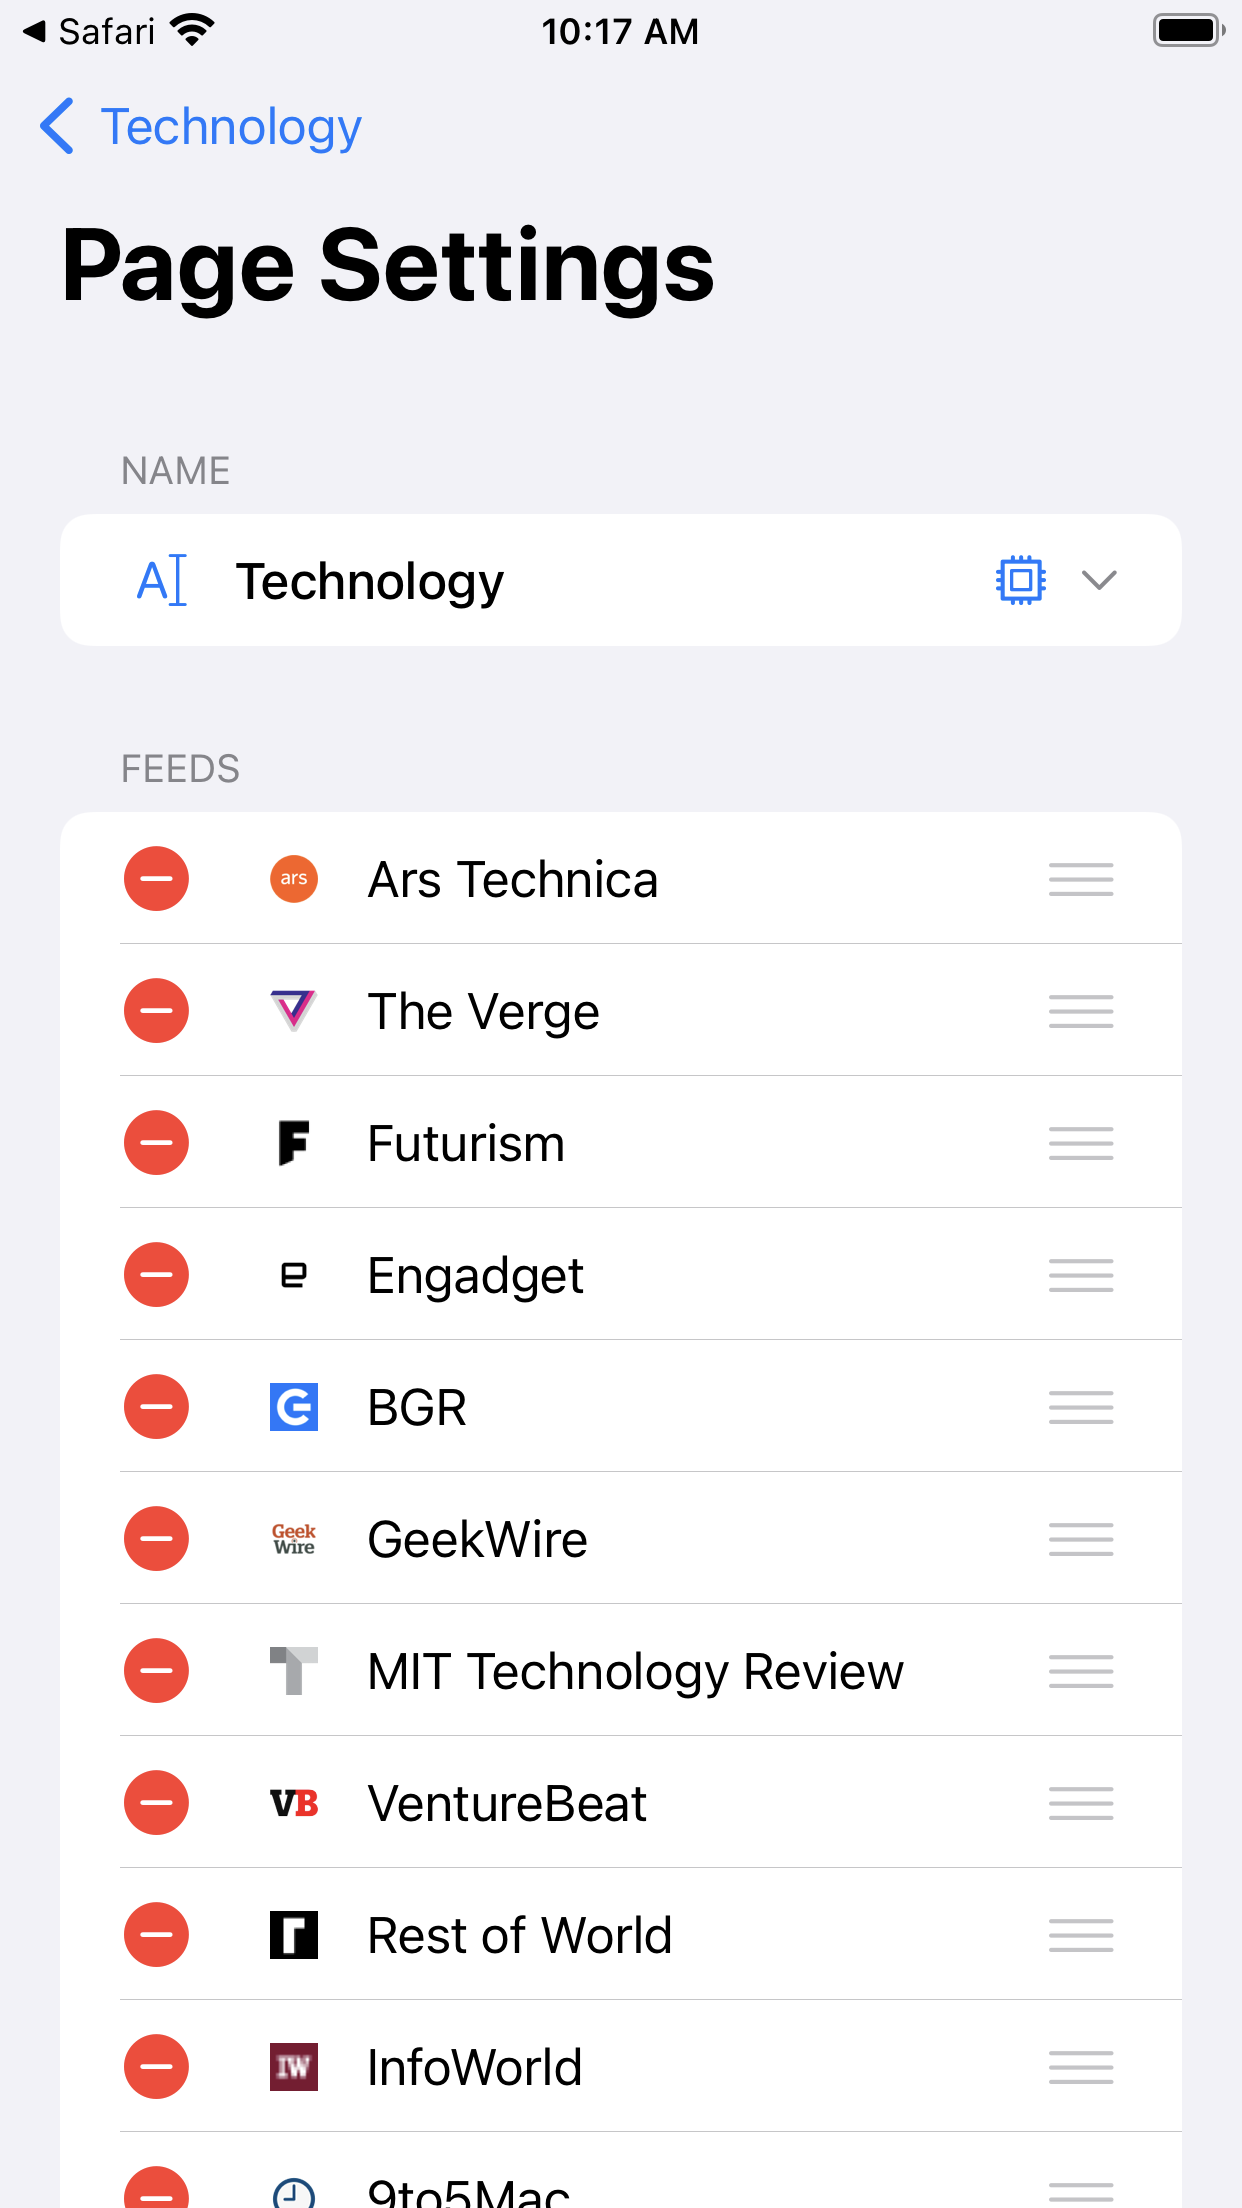 Safari
10:17 AM
Technology
Page Settings
NAME
A
Technology
FEEDS
ars
Ars Technica
The Verge
F
Futurism
e
Engadget
G
BGR
Geek
Wire
GeekWire
T
MIT Technology Review
VB
VentureBeat
r
Rest of World
IW
InfoWorld
9to5Mac